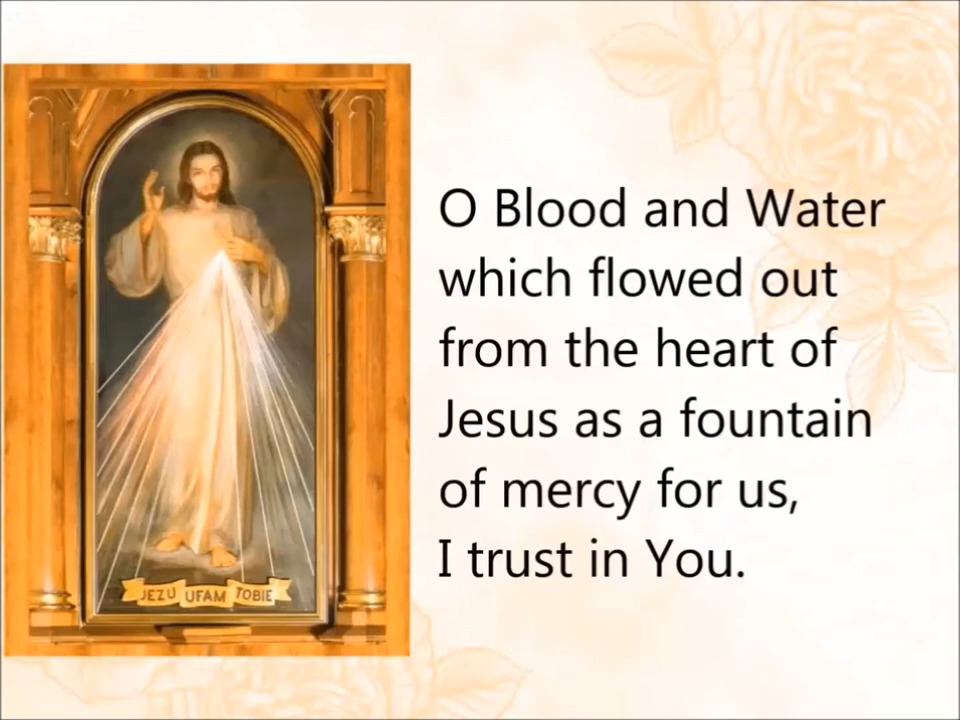 O Blood and Water
which flowed out
from the heart of
Jesus as a fountain
of mercy for us,
I trust in You.
JEZU UFAM TOBIE